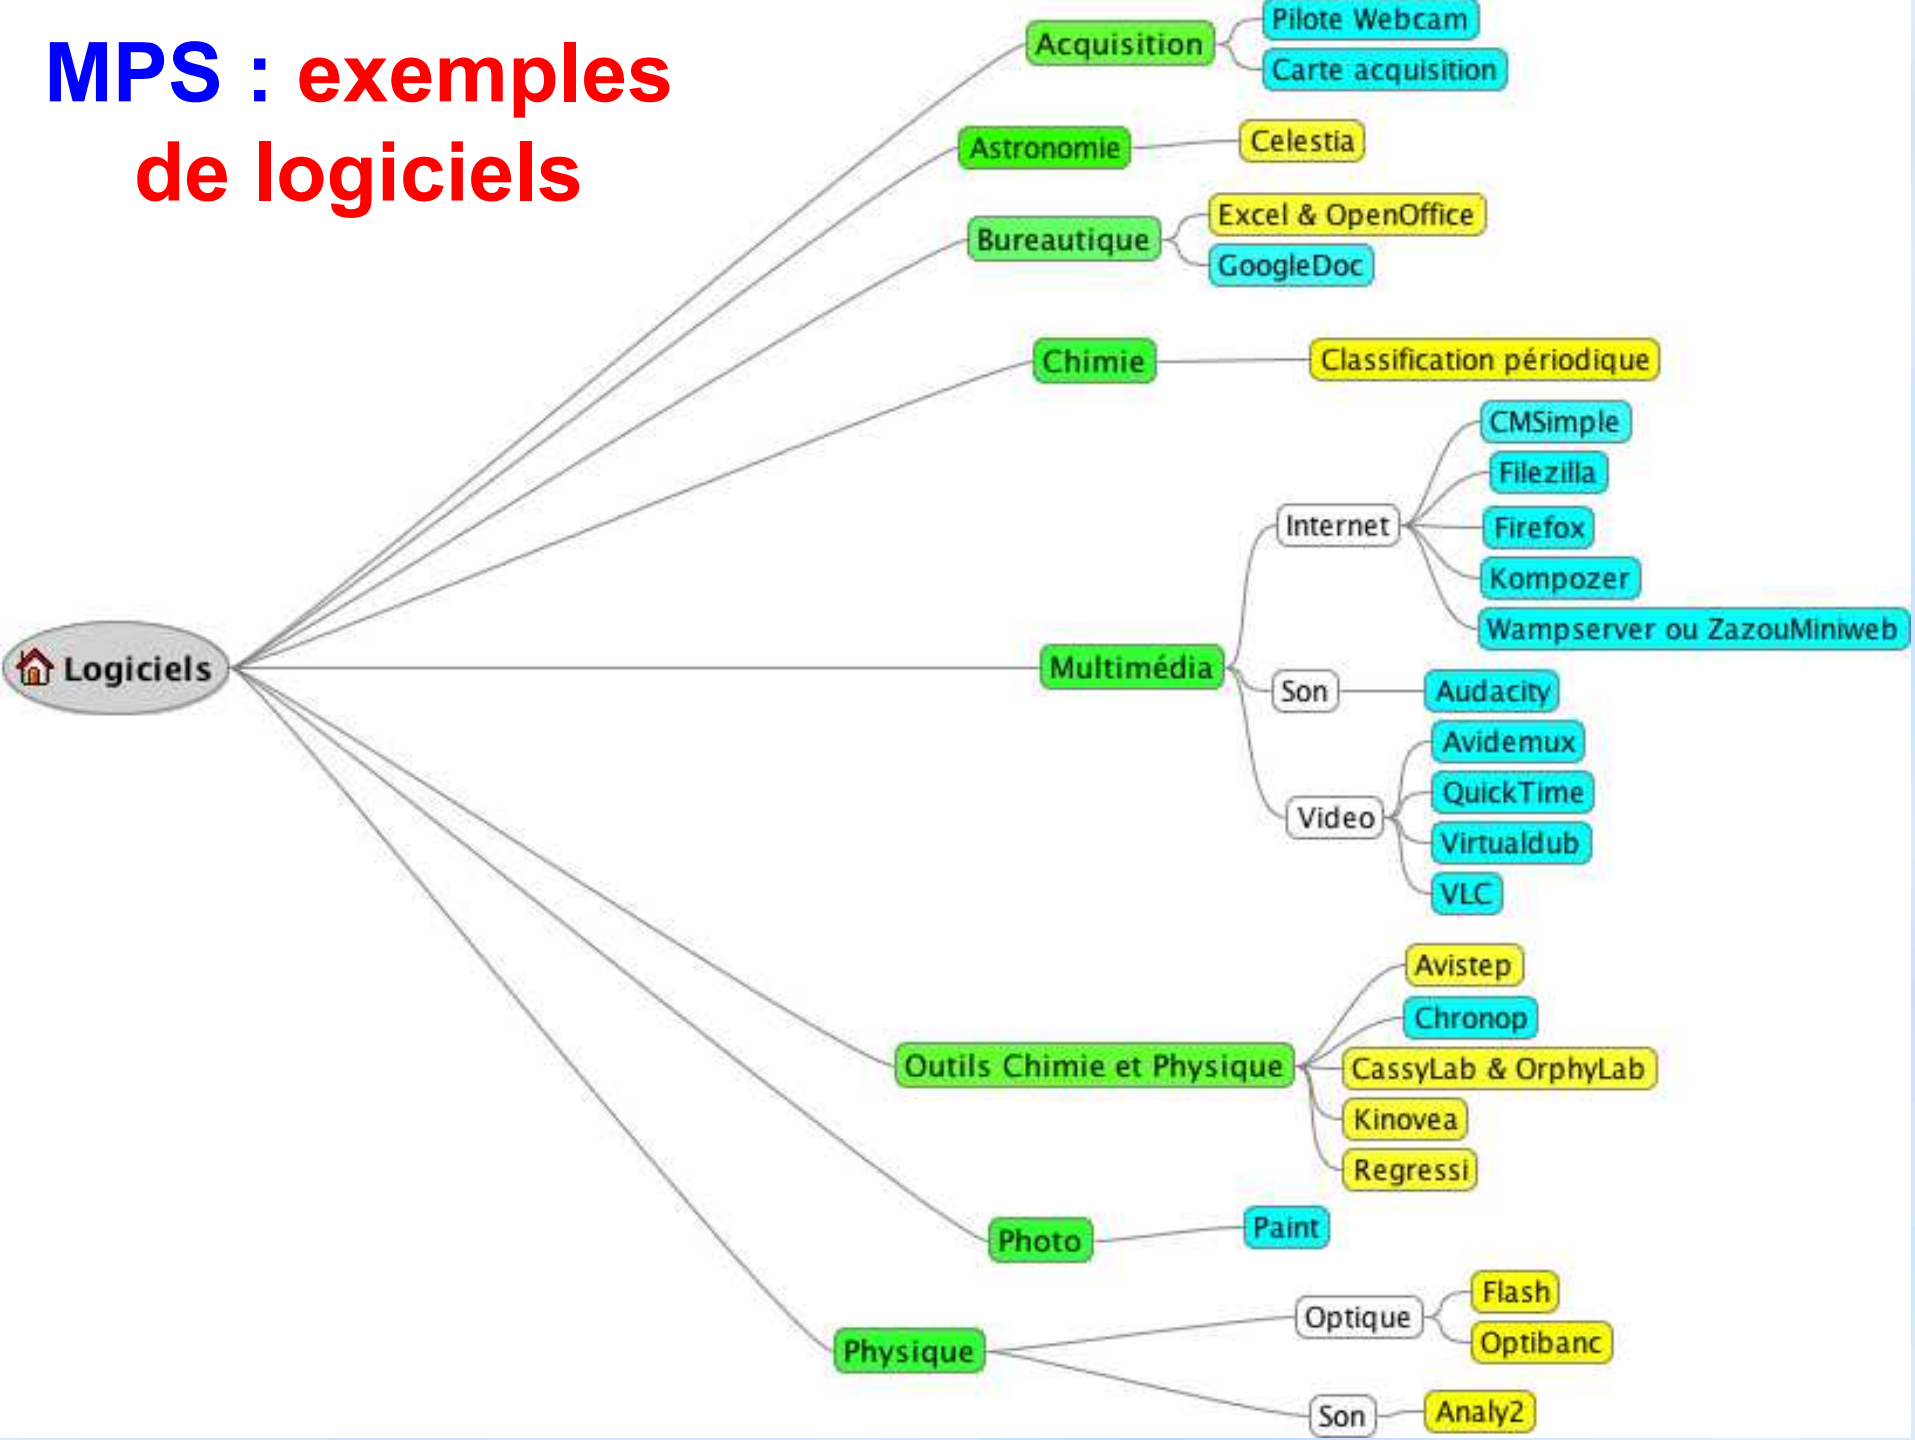 MPS : exemples
de logiciels
Logiciels
Acquisition
Pilote Webcam
Carte acquisition
Astronomie
Celestia
Bureautique
Excel & OpenOffice
GoogleDoc
Chimie
Classification périodique
Multimédia
Internet
CMSimple
Filezilla
Firefox
Kompozer
Wampserver ou ZazouMiniweb
Son
Audacity
Video
Avidemux
QuickTime
Virtualdub
VLC
Outils Chimie et Physique
Avistep
Chronop
CassyLab & OrphyLab
Kinovea
Regressi
Photo
Paint
Physique
Optique
Flash
Optibanc
Son
Analy2